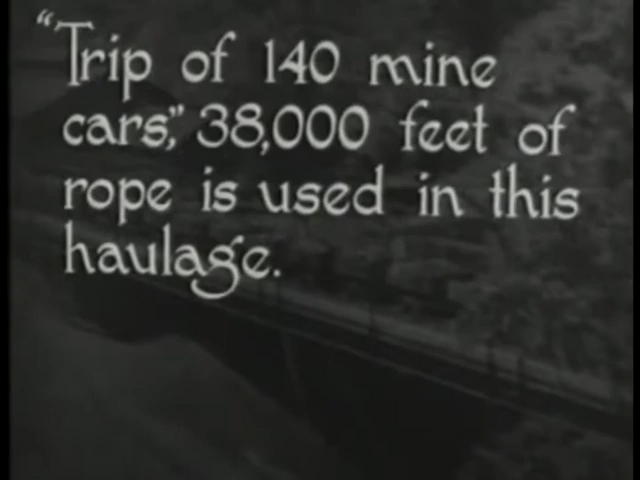 "Trip of 140 mine
cars," 38,000 feet of
rope is used in this
haulage.